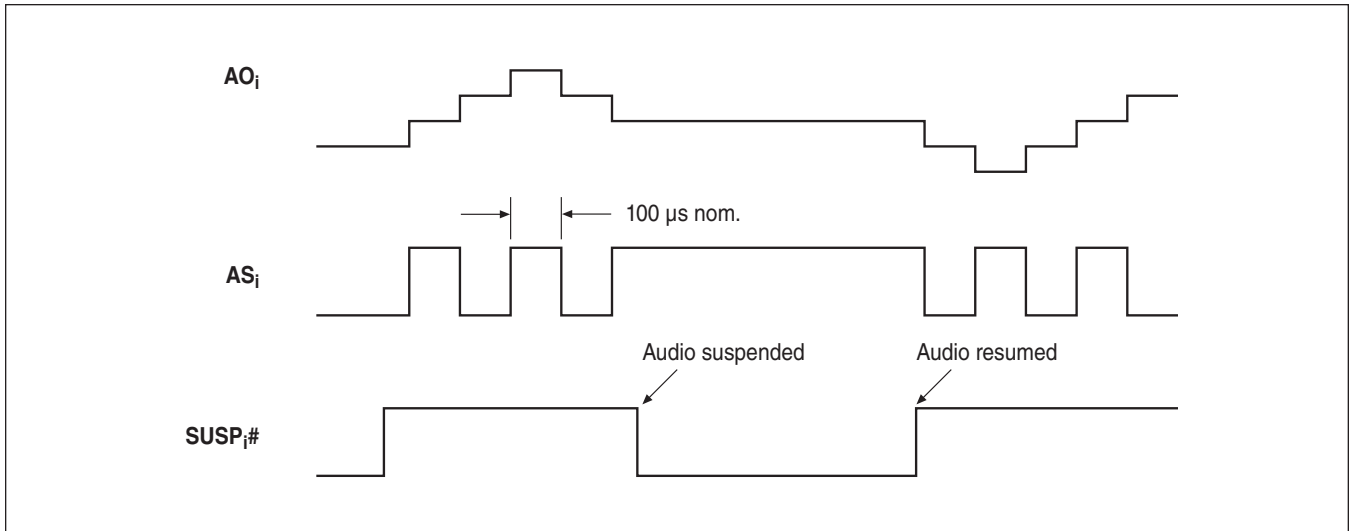 AOi
100 µs nom.
ASi
Audio suspended
Audio resumed
SUSPi#